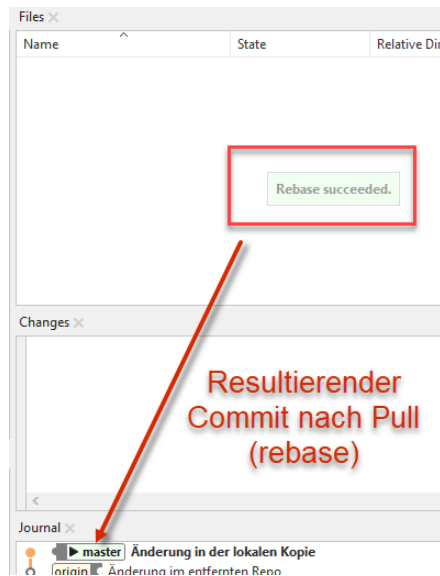 Files
Name State Relative Dir
Rebase succeeded.
Changes
Resultierender
Commit nach Pull
(rebase)
Journal
master Änderung in der lokalen Kopie
origin Änderung im entfernten Repo